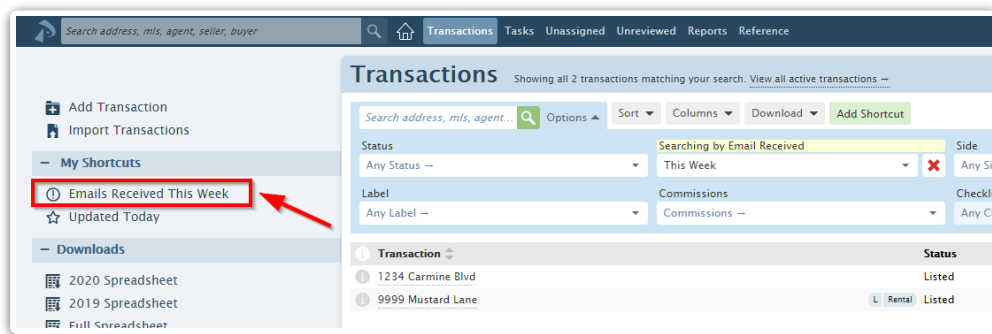 Search address, mls, agent, seller, buyer
Transactions Tasks Unassigned Unreviewed Reports Reference
Add Transaction
Import Transactions
− My Shortcuts
Emails Received This Week
Updated Today
− Downloads
2020 Spreadsheet
2019 Spreadsheet
Full Spreadsheet
Transactions Showing all 2 transactions matching your search. View all active transactions →
Search address, mls, agent... Options Sort Columns Download Add Shortcut
Status Searching by Email Received Side
Any Status → This Week Any Si
Label Commissions Checkli
Any Label → Commissions → Any C
Transaction Status
1234 Carmine Blvd Listed
9999 Mustard Lane L Rental Listed